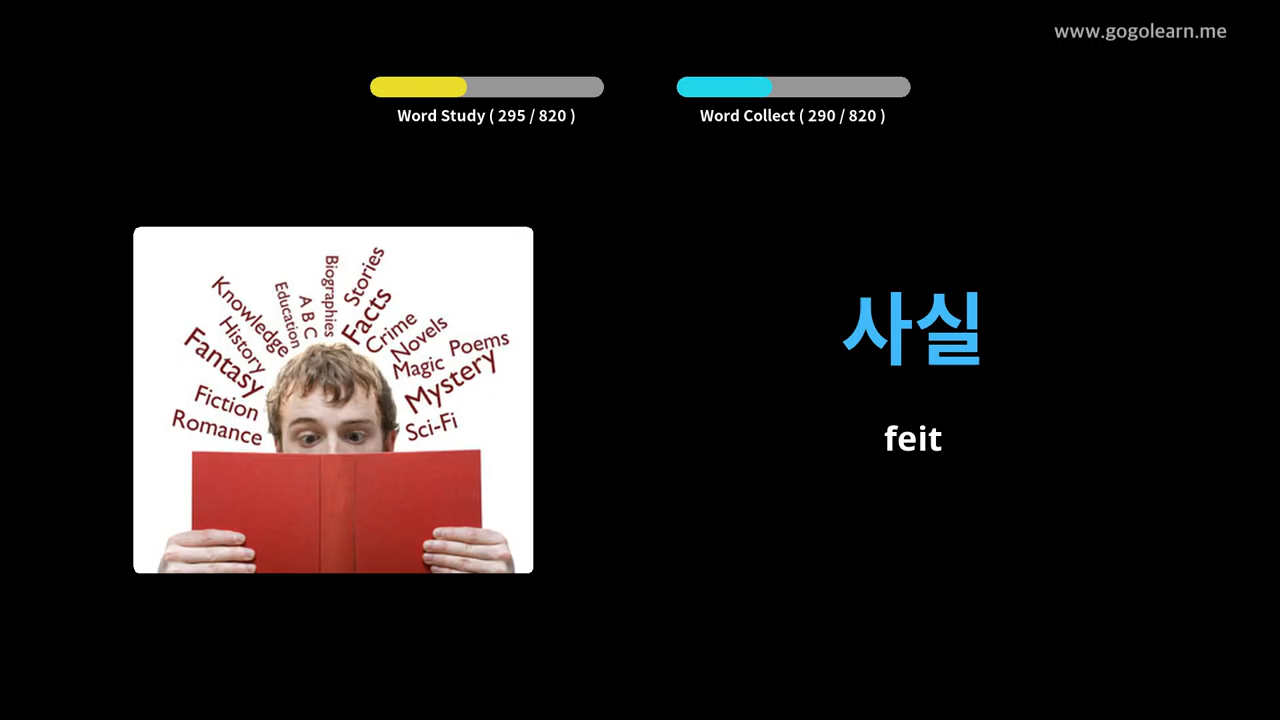 www.gogolearn.me
Word Study ( 295 / 820 )
Word Collect ( 290 / 820 )
Knowledge
Education
A B C
Biographies
Stories
Facts
Crime
Novels
Poems
Magic
Mystery
Sci-Fi
History
Fantasy
Fiction
Romance
사실
feit